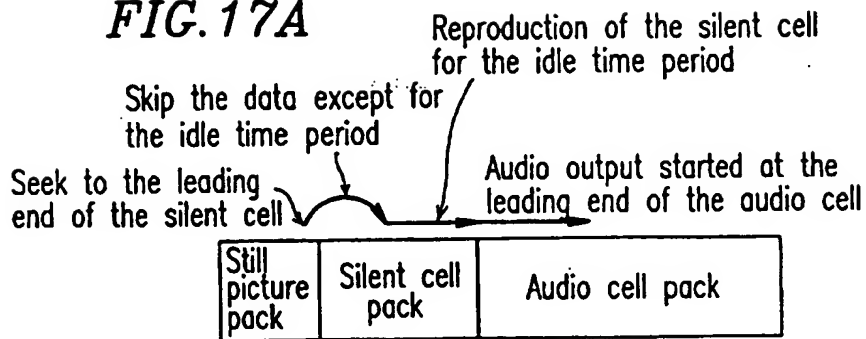 FIG. 17A
Reproduction of the silent cell
for the idle time period
Skip the data except for
the idle time period
Seek to the leading
end of the silent cell
Audio output started at the
leading end of the audio cell
Still
picture
pack
Silent cell
pack
Audio cell pack